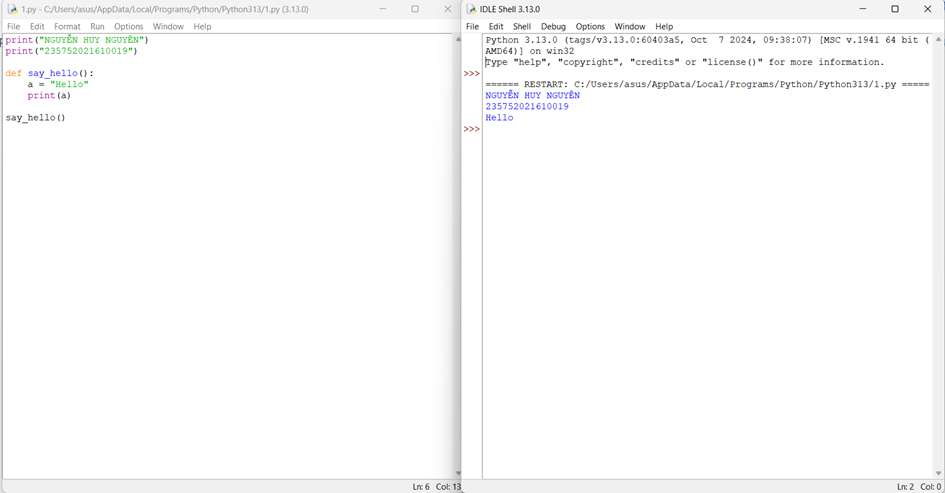 1.py - C:/Users/asus/AppData/Local/Programs/Python/Python313/1.py (3.13.0)
File Edit Format Run Options Window Help
print("NGUYỄN HUY NGUYÊN")
print("235752021610019")
def say_hello():
    a = "Hello"
    print(a)
say_hello()
Ln: 6 Col: 13
IDLE Shell 3.13.0
File Edit Shell Debug Options Window Help
Python 3.13.0 (tags/v3.13.0:60403a5, Oct  7 2024, 09:38:07) [MSC v.1941 64 bit (
AMD64)] on win32
Type "help", "copyright", "credits" or "license()" for more information.
>>>
====== RESTART: C:/Users/asus/AppData/Local/Programs/Python/Python313/1.py =====
NGUYỄN HUY NGUYÊN
235752021610019
Hello
>>>
Ln: 2 Col: 0